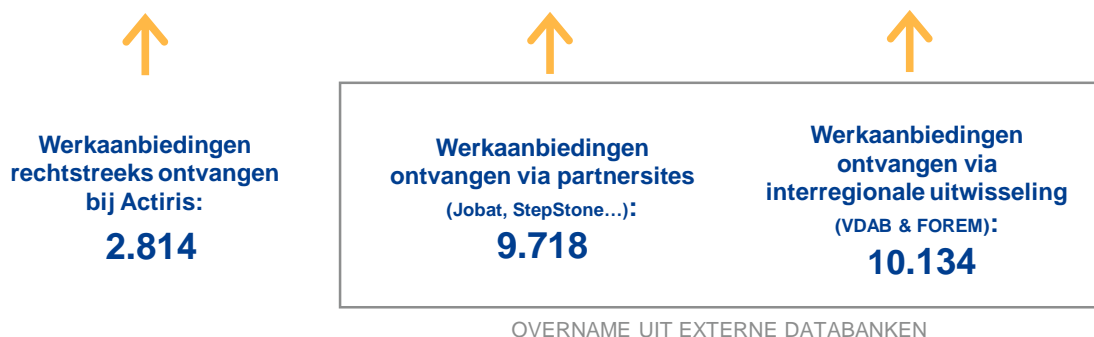 Werkaanbiedingen
rechtstreeks ontvangen
bij Actiris:
2.814
Werkaanbiedingen
ontvangen via partnersites
(Jobat, StepStone…):
9.718
Werkaanbiedingen
ontvangen via
interregionale uitwisseling
(VDAB & FOREM):
10.134
OVERNAME UIT EXTERNE DATABANKEN